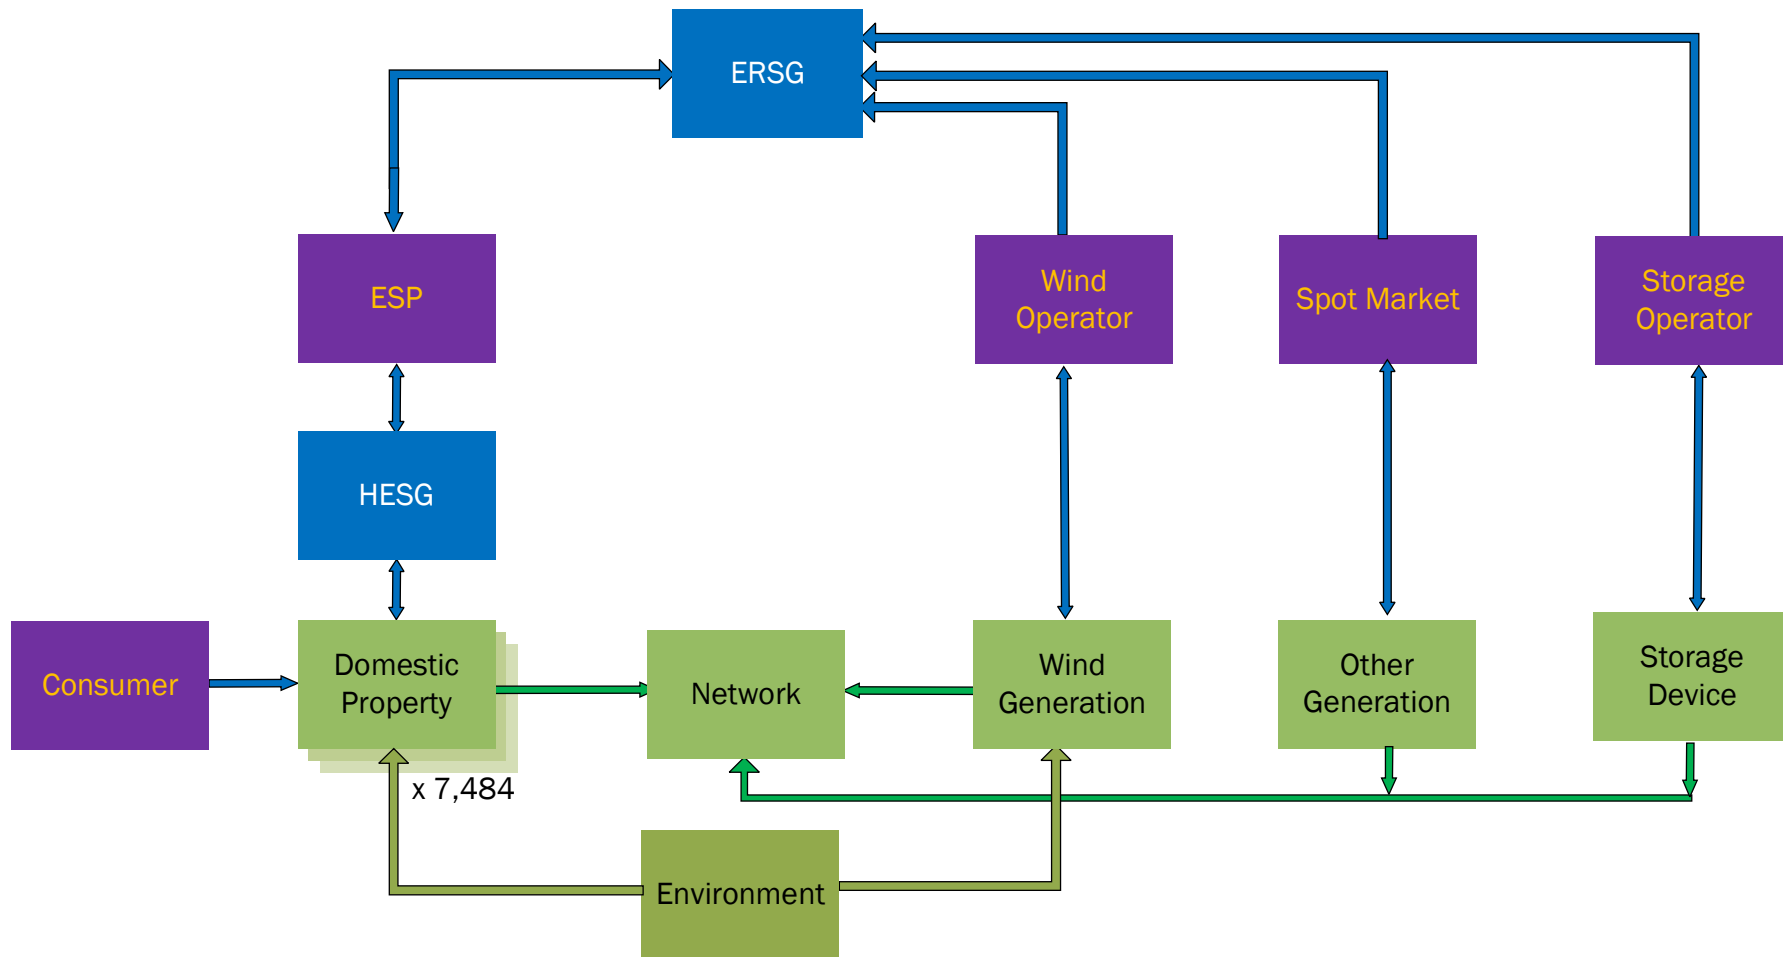 ERSG
ESP
Wind
Operator
Spot Market
Storage
Operator
HESG
Consumer
Domestic
Property
Network
Wind
Generation
Other
Generation
Storage
Device
x 7,484
Environment